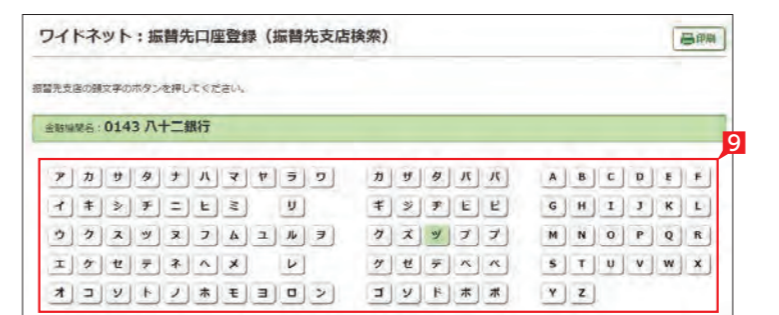 ワイドネット：振替先口座登録（振替先支店検索）
印刷
振替先支店の頭文字のボタンを押してください。
金融機関名：0143 八十二銀行
9
ア カ サ タ ナ ハ マ ヤ ラ ワ ガ ザ ダ バ パ A B C D E F
イ キ シ チ ニ ヒ ミ リ ギ ジ ヂ ビ ピ G H I J K L
ウ ク ス ツ ヌ フ ム ユ ル ヲ グ ズ ヅ ブ プ M N O P Q R
エ ケ セ テ ネ ヘ メ レ ゲ ゼ デ ベ ペ S T U V W X
オ コ ソ ト ノ ホ モ ヨ ロ ン ゴ ゾ ド ボ ポ Y Z